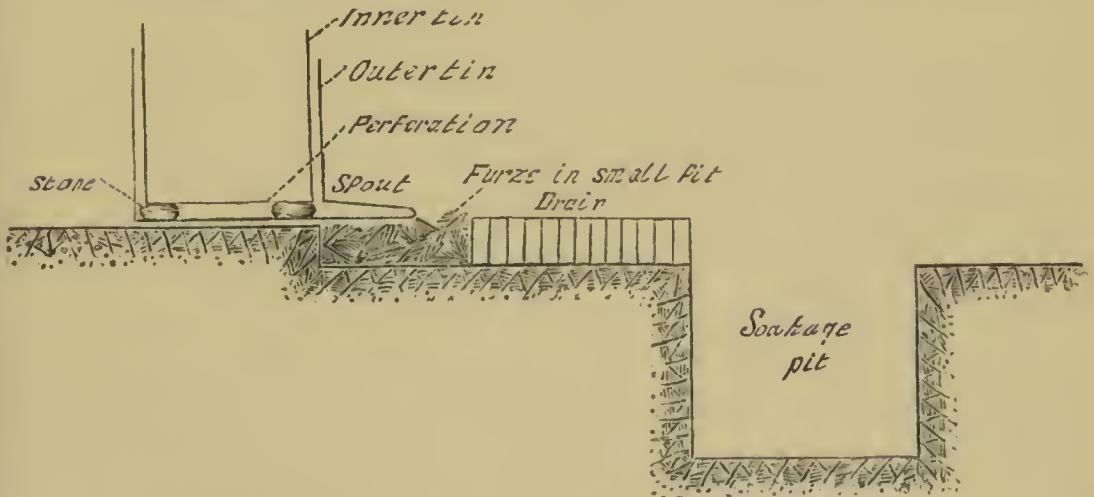 Inner tin
Outer tin
Perforation
Stone
Spout
Furze in small Pit
Drain
Soakage
pit